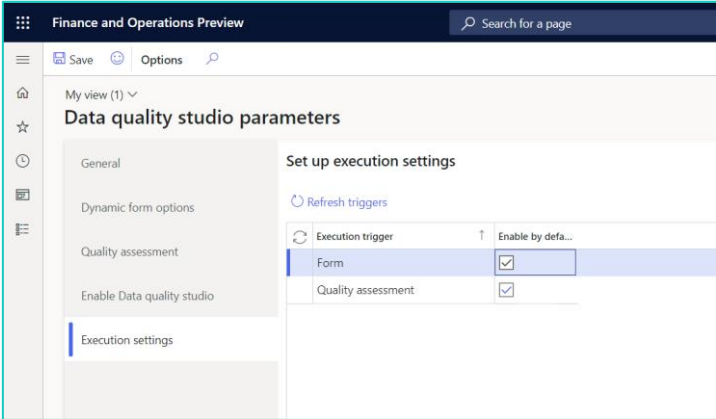 Finance and Operations Preview
Search for a page
Save
Options
My view (1)
Data quality studio parameters
General
Dynamic form options
Quality assessment
Enable Data quality studio
Execution settings
Set up execution settings
Refresh triggers
Execution trigger ↑ Enable by defa...
Form
Quality assessment